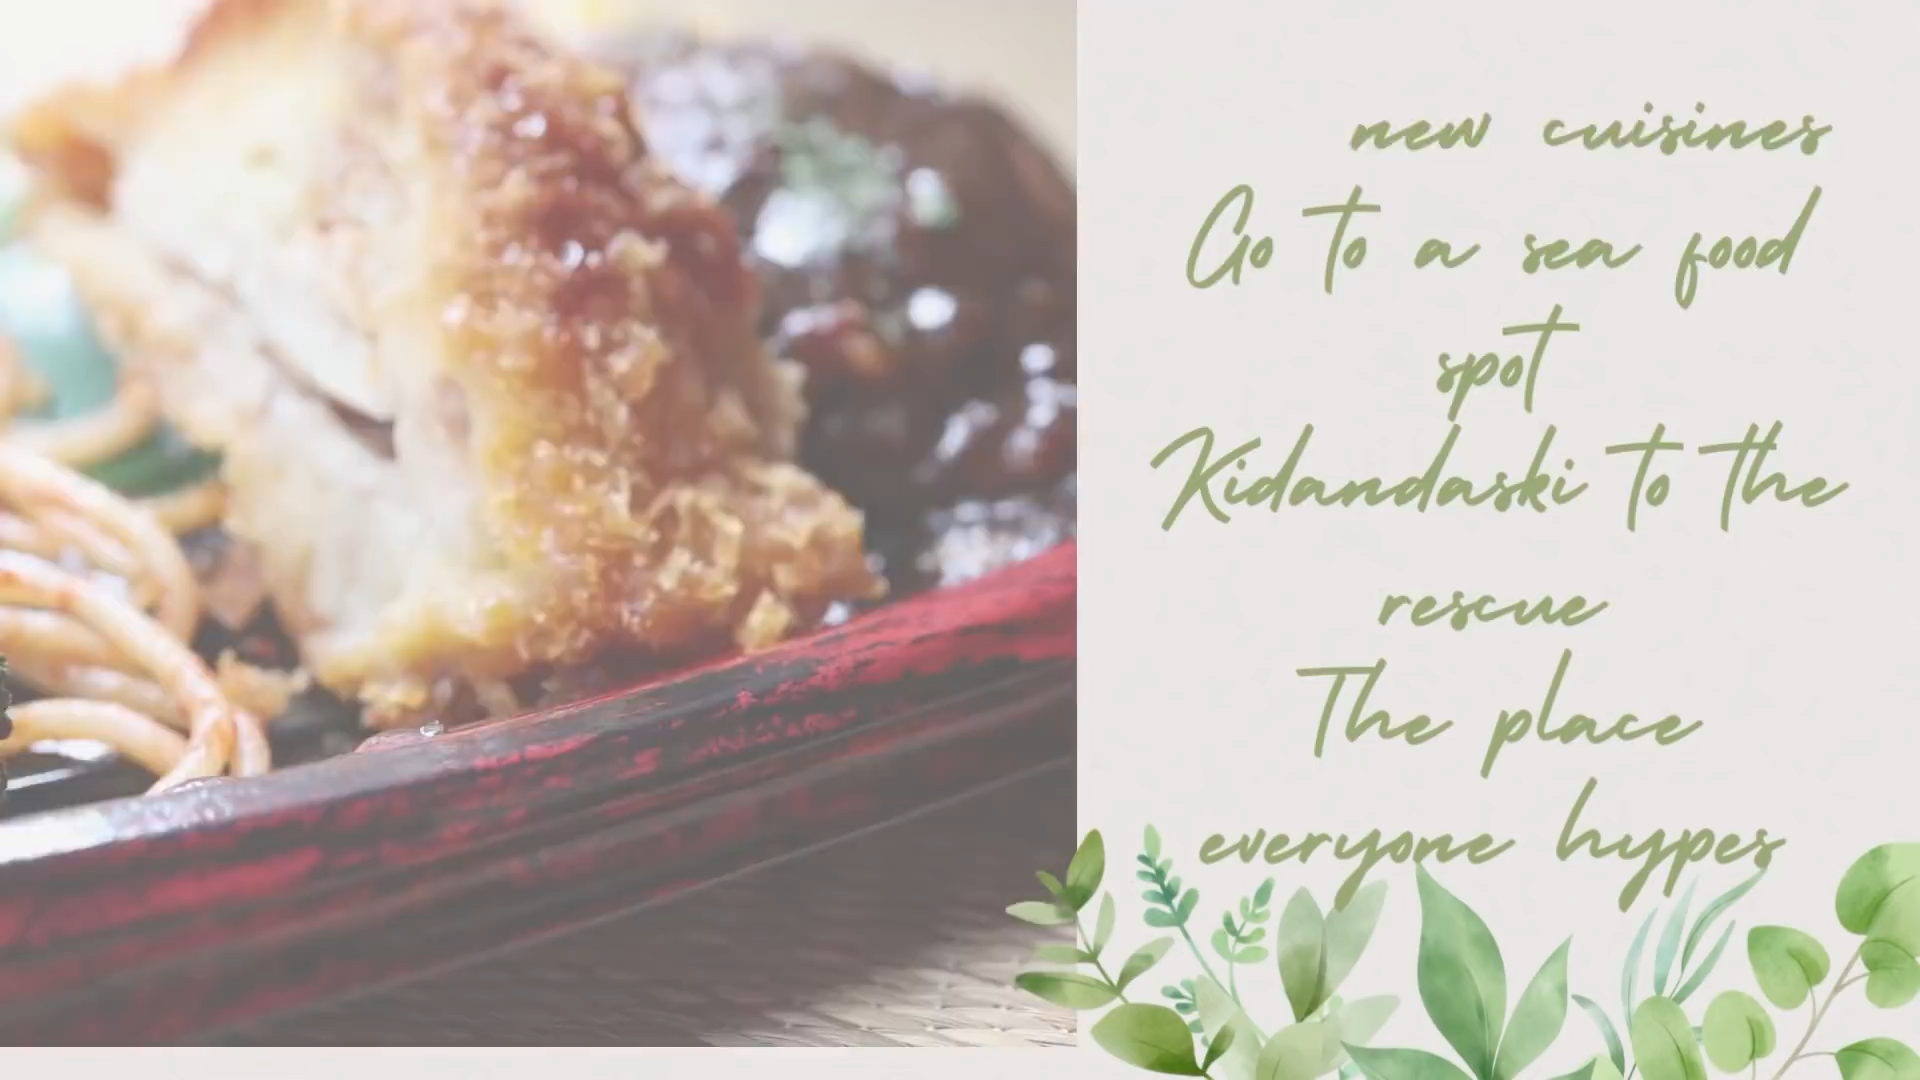 new cuisines
Go to a sea food
spot
Kidandaski to the
rescue
The place
everyone hypes